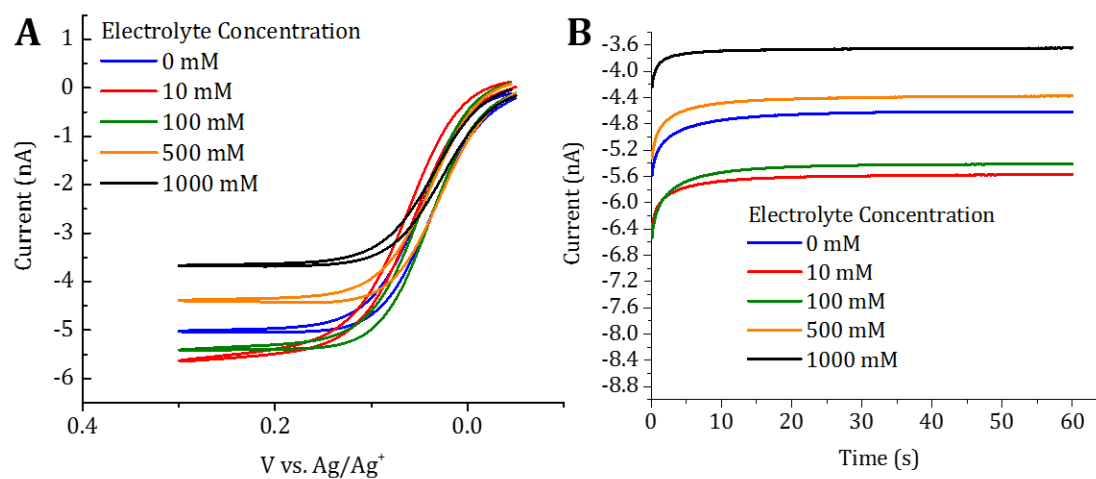 A
Electrolyte Concentration
0 mM
10 mM
100 mM
500 mM
1000 mM
Current (nA)
1
0
-1
-2
-3
-4
-5
-6
0.4
0.2
0.0
V vs. Ag/Ag⁺
B
Current (nA)
-3.6
-4.0
-4.4
-4.8
-5.2
-5.6
-6.0
-6.4
-6.8
-7.2
-7.6
-8.0
-8.4
-8.8
Electrolyte Concentration
0 mM
10 mM
100 mM
500 mM
1000 mM
0
10
20
30
40
50
60
Time (s)